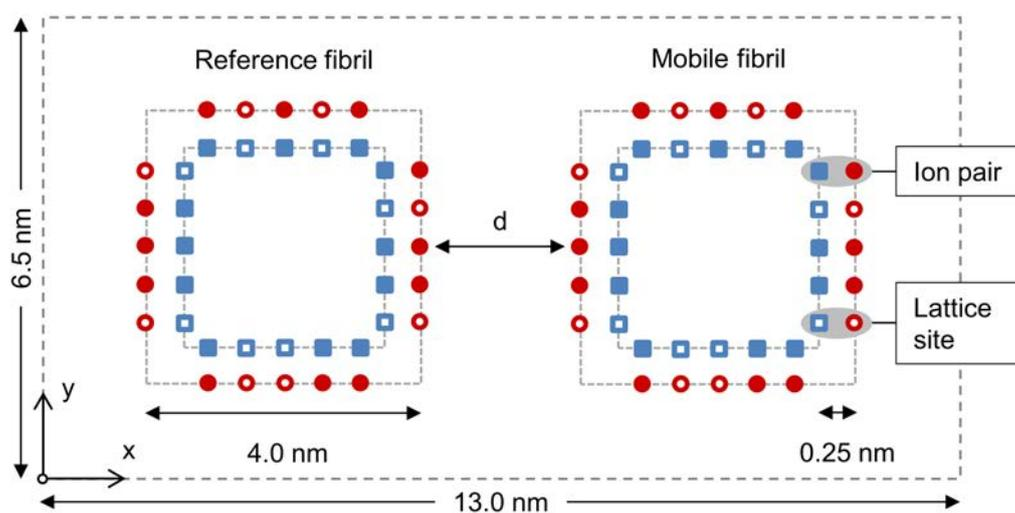 Reference fibril
Mobile fibril
Ion pair
d
6.5 nm
Lattice
site
y
x
4.0 nm
0.25 nm
13.0 nm